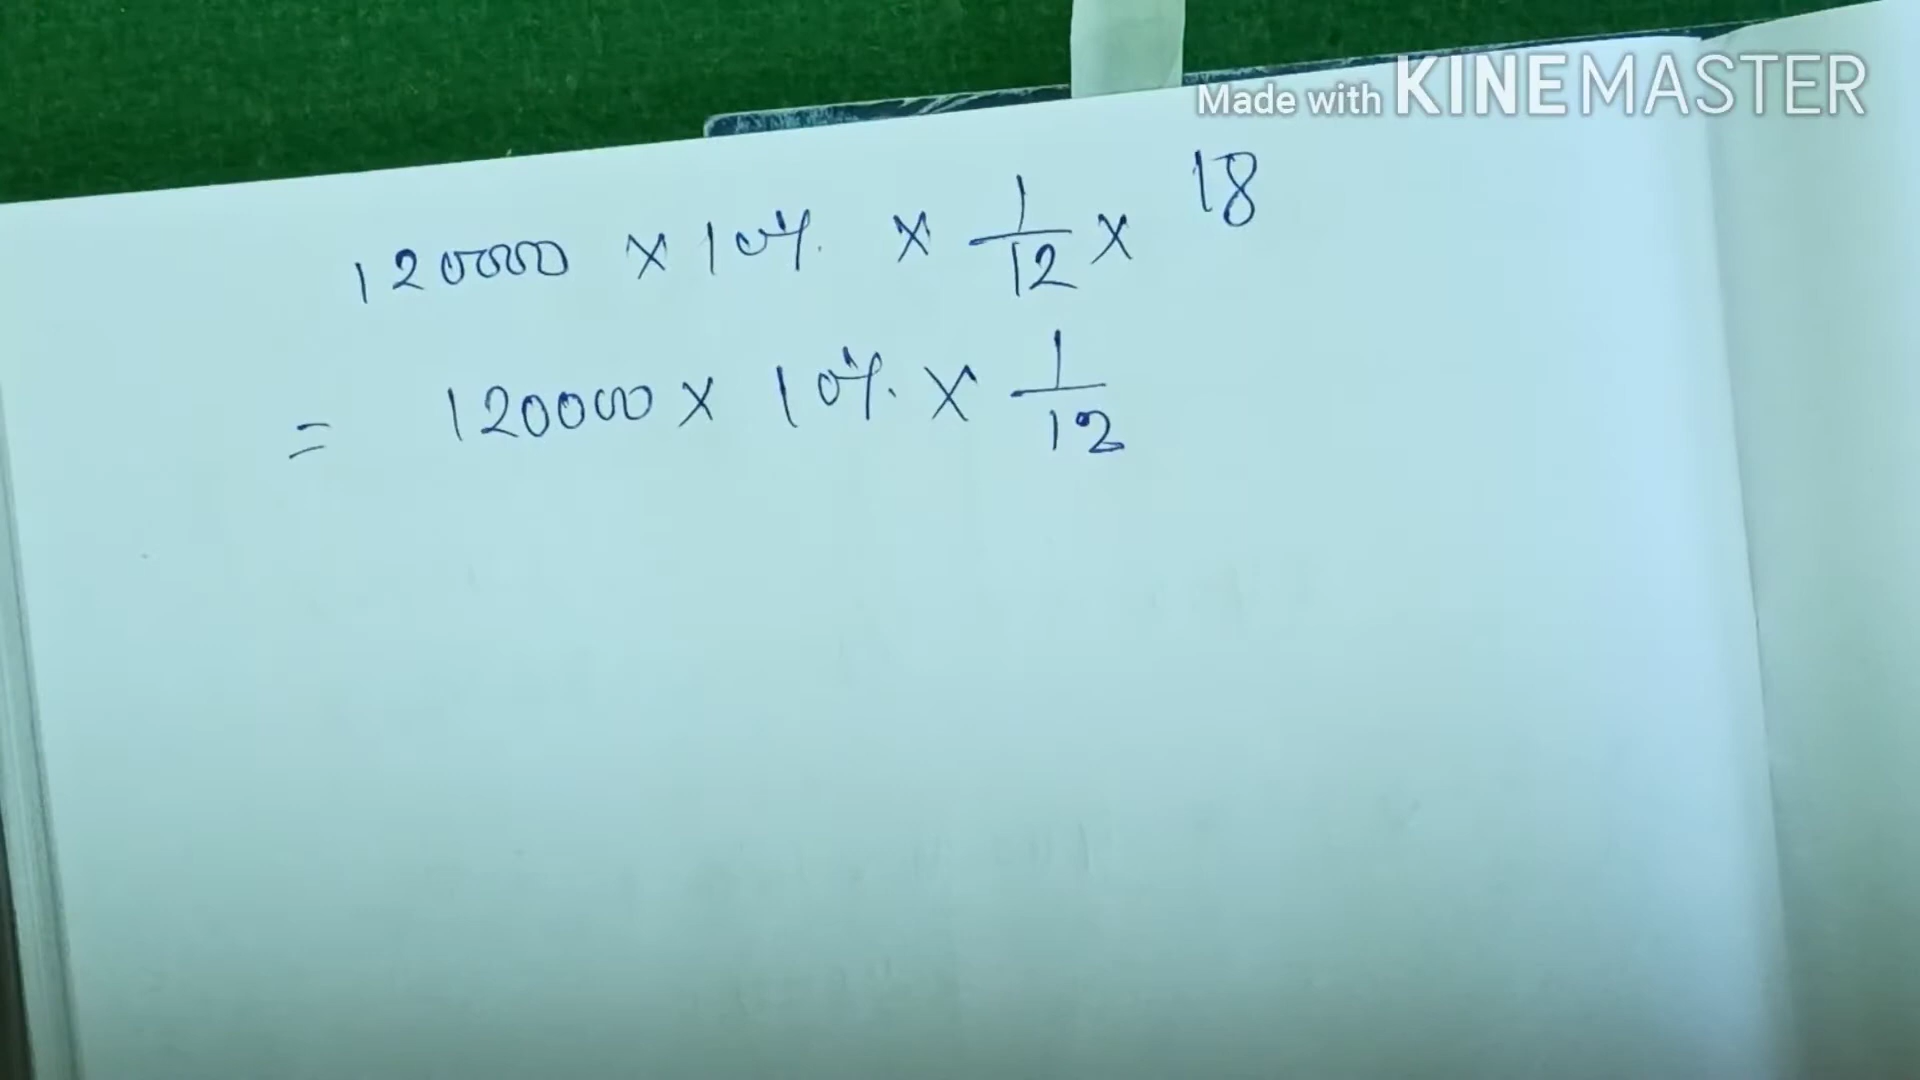 Made with KINEMASTER
120000 × 10% × 1/12 × 18
= 120000 × 10% × 1/12